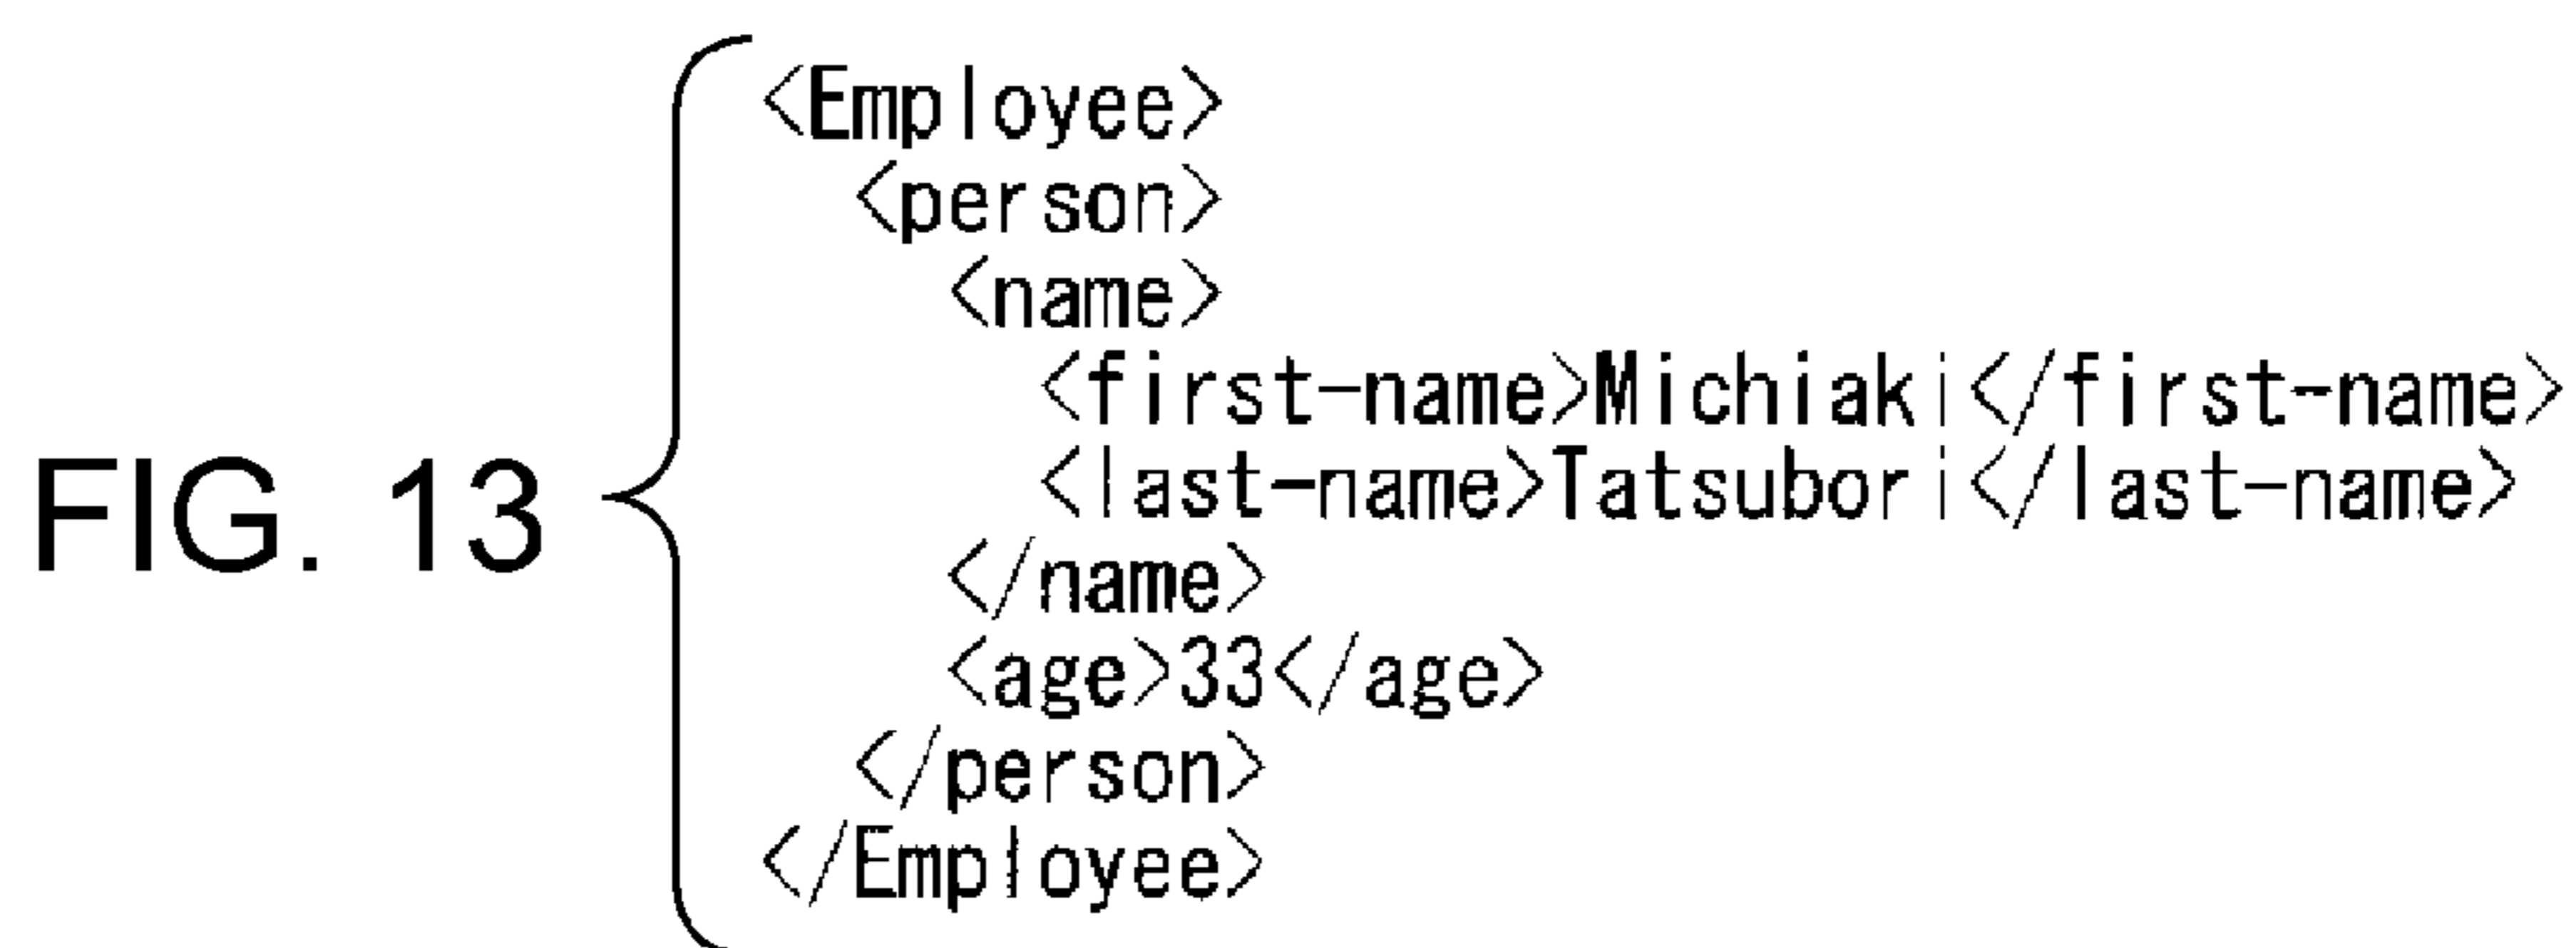 <Employee>
<person>
<name>
<first-name>Michiaki</first-name>
<last-name>Tatsubori</last-name>
FIG. 13
</name>
<age>33</age>
</person>
</Employee>